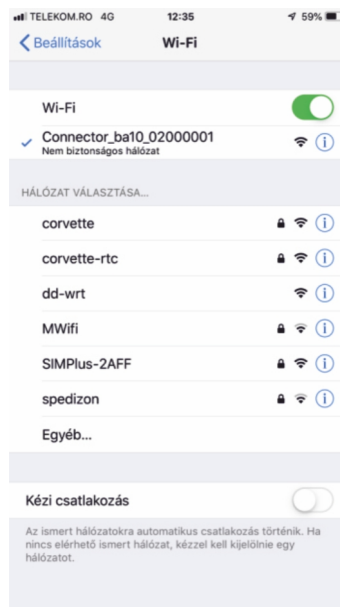 TELEKOM.RO 4G 12:35 59%
Beállítások Wi-Fi
Wi-Fi
Connector_ba10_02000001
Nem biztonságos hálózat
HÁLÓZAT VÁLASZTÁSA...
corvette
corvette-rtc
dd-wrt
MWifi
SIMPlus-2AFF
spedizon
Egyéb...
Kézi csatlakozás
Az ismert hálózatokra automatikus csatlakozás történik. Ha
nincs elérhető ismert hálózat, kézzel kell kijelölnie egy
hálózatot.